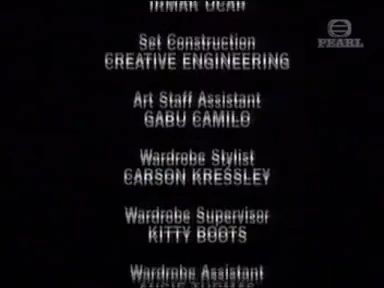 PEARL
Set Construction
CREATIVE ENGINEERING
Art Staff Assistant
GABU CAMILO
Wardrobe Stylist
CARSON KRESSLEY
Wardrobe Supervisor
KITTY BOOTS
Wardrobe Assistant